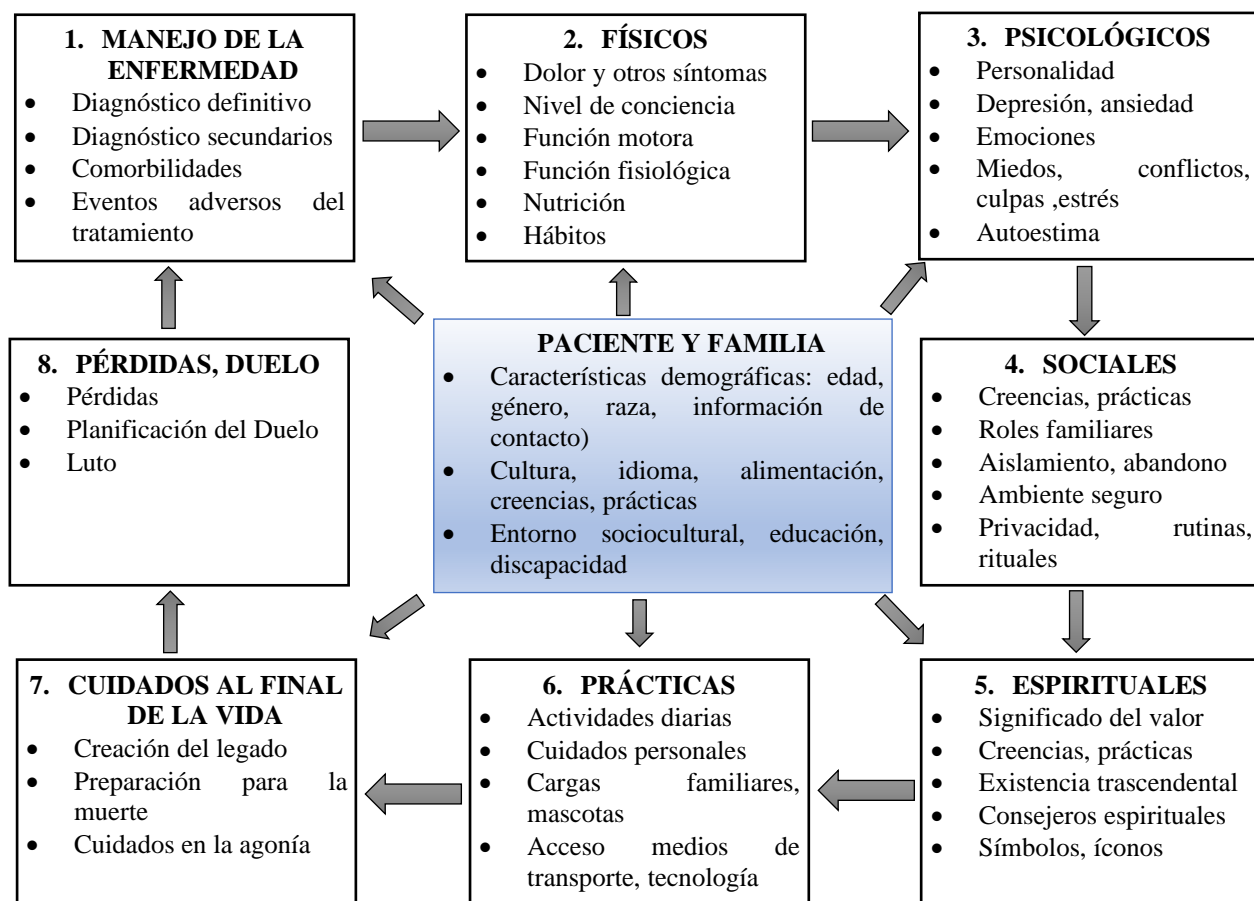 1. MANEJO DE LA
ENFERMEDAD
• Diagnóstico definitivo
• Diagnóstico secundarios
• Comorbilidades
• Eventos adversos del
tratamiento
2. FÍSICOS
• Dolor y otros síntomas
• Nivel de conciencia
• Función motora
• Función fisiológica
• Nutrición
• Hábitos
3. PSICOLÓGICOS
• Personalidad
• Depresión, ansiedad
• Emociones
• Miedos, conflictos,
culpas ,estrés
• Autoestima
8. PÉRDIDAS, DUELO
• Pérdidas
• Planificación del Duelo
• Luto
PACIENTE Y FAMILIA
• Características demográficas: edad,
género, raza, información de
contacto)
• Cultura, idioma, alimentación,
creencias, prácticas
• Entorno sociocultural, educación,
discapacidad
4. SOCIALES
• Creencias, prácticas
• Roles familiares
• Aislamiento, abandono
• Ambiente seguro
• Privacidad, rutinas,
rituales
7. CUIDADOS AL FINAL
DE LA VIDA
• Creación del legado
• Preparación para la
muerte
• Cuidados en la agonía
6. PRÁCTICAS
• Actividades diarias
• Cuidados personales
• Cargas familiares,
mascotas
• Acceso medios de
transporte, tecnología
5. ESPIRITUALES
• Significado del valor
• Creencias, prácticas
• Existencia trascendental
• Consejeros espirituales
• Símbolos, íconos